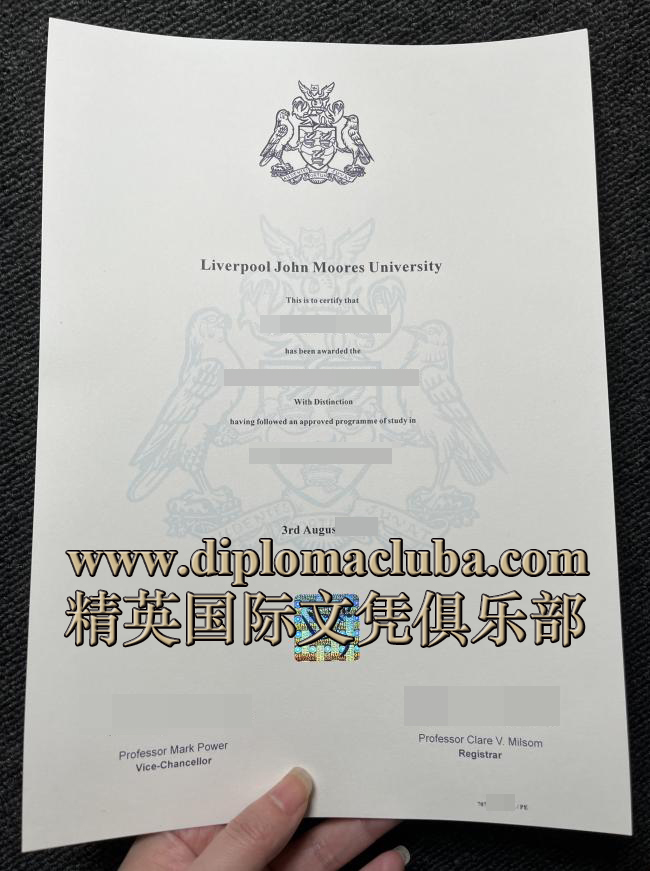 Liverpool John Moores University
This is to certify that
has been awarded the
With Distinction
having followed an approved programme of study in
3rd Augus
www.diplomacluba.com
精英国际文凭俱乐部
Professor Mark Power
Vice-Chancellor
Professor Clare V. Milsom
Registrar
/ PE